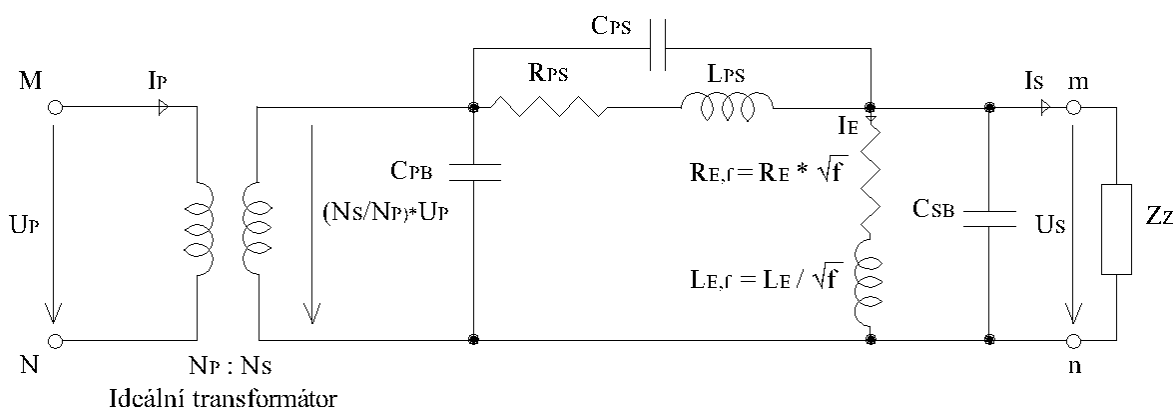 CPS
M
IP
RPS
LPS
IS
m
IE
CPB
RE,f = RE * √f
UP
(NS/NP)*UP
CSB
US
ZZ
LE,f = LE / √f
N
NP : NS
n
Ideální transformátor